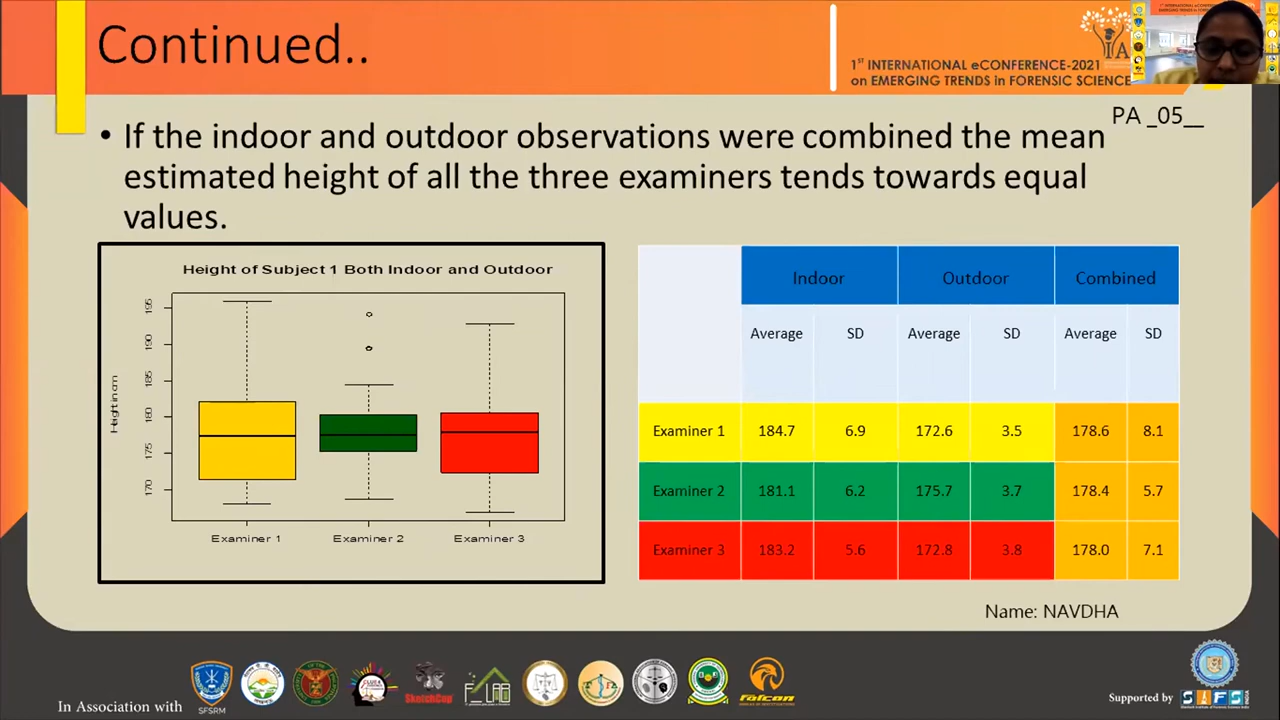 Continued..
1ST INTERNATIONAL eCONFERENCE-2021
on EMERGING TRENDS in FORENSIC SCIENCE
PA _05__
• If the indoor and outdoor observations were combined the mean
estimated height of all the three examiners tends towards equal
values.
Height of Subject 1 Both Indoor and Outdoor
Height in cm
195
190
185
180
175
170
Examiner 1 Examiner 2 Examiner 3
Indoor Outdoor Combined
Average SD Average SD Average SD
Examiner 1 184.7 6.9 172.6 3.5 178.6 8.1
Examiner 2 181.1 6.2 175.7 3.7 178.4 5.7
Examiner 3 183.2 5.6 172.8 3.8 178.0 7.1
Name: NAVDHA
In Association with
SFSRM
SketchCop
F LAB
falcon
Supported by
SIFS